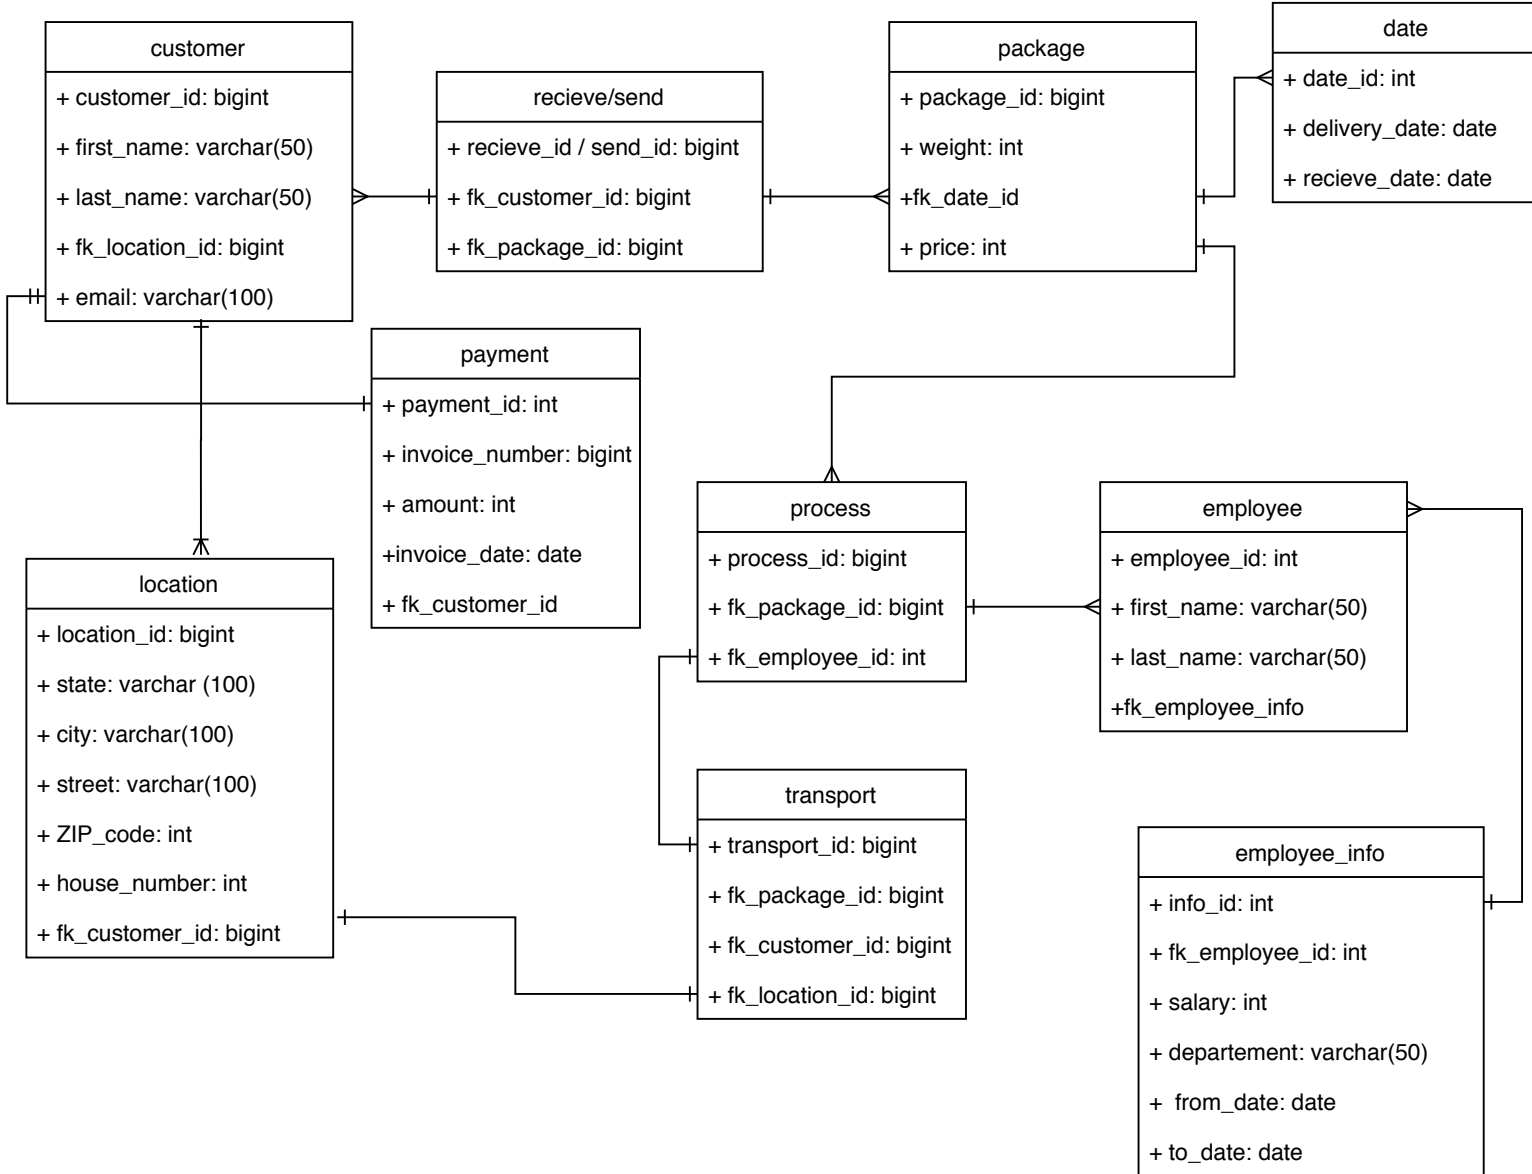 customer
+ customer_id: bigint
+ first_name: varchar(50)
+ last_name: varchar(50)
+ fk_location_id: bigint
+ email: varchar(100)
recieve/send
+ recieve_id / send_id: bigint
+ fk_customer_id: bigint
+ fk_package_id: bigint
package
+ package_id: bigint
+ weight: int
+fk_date_id
+ price: int
date
+ date_id: int
+ delivery_date: date
+ recieve_date: date
payment
+ payment_id: int
+ invoice_number: bigint
+ amount: int
+invoice_date: date
+ fk_customer_id
location
+ location_id: bigint
+ state: varchar (100)
+ city: varchar(100)
+ street: varchar(100)
+ ZIP_code: int
+ house_number: int
+ fk_customer_id: bigint
process
+ process_id: bigint
+ fk_package_id: bigint
+ fk_employee_id: int
employee
+ employee_id: int
+ first_name: varchar(50)
+ last_name: varchar(50)
+fk_employee_info
transport
+ transport_id: bigint
+ fk_package_id: bigint
+ fk_customer_id: bigint
+ fk_location_id: bigint
employee_info
+ info_id: int
+ fk_employee_id: int
+ salary: int
+ departement: varchar(50)
+  from_date: date
+ to_date: date